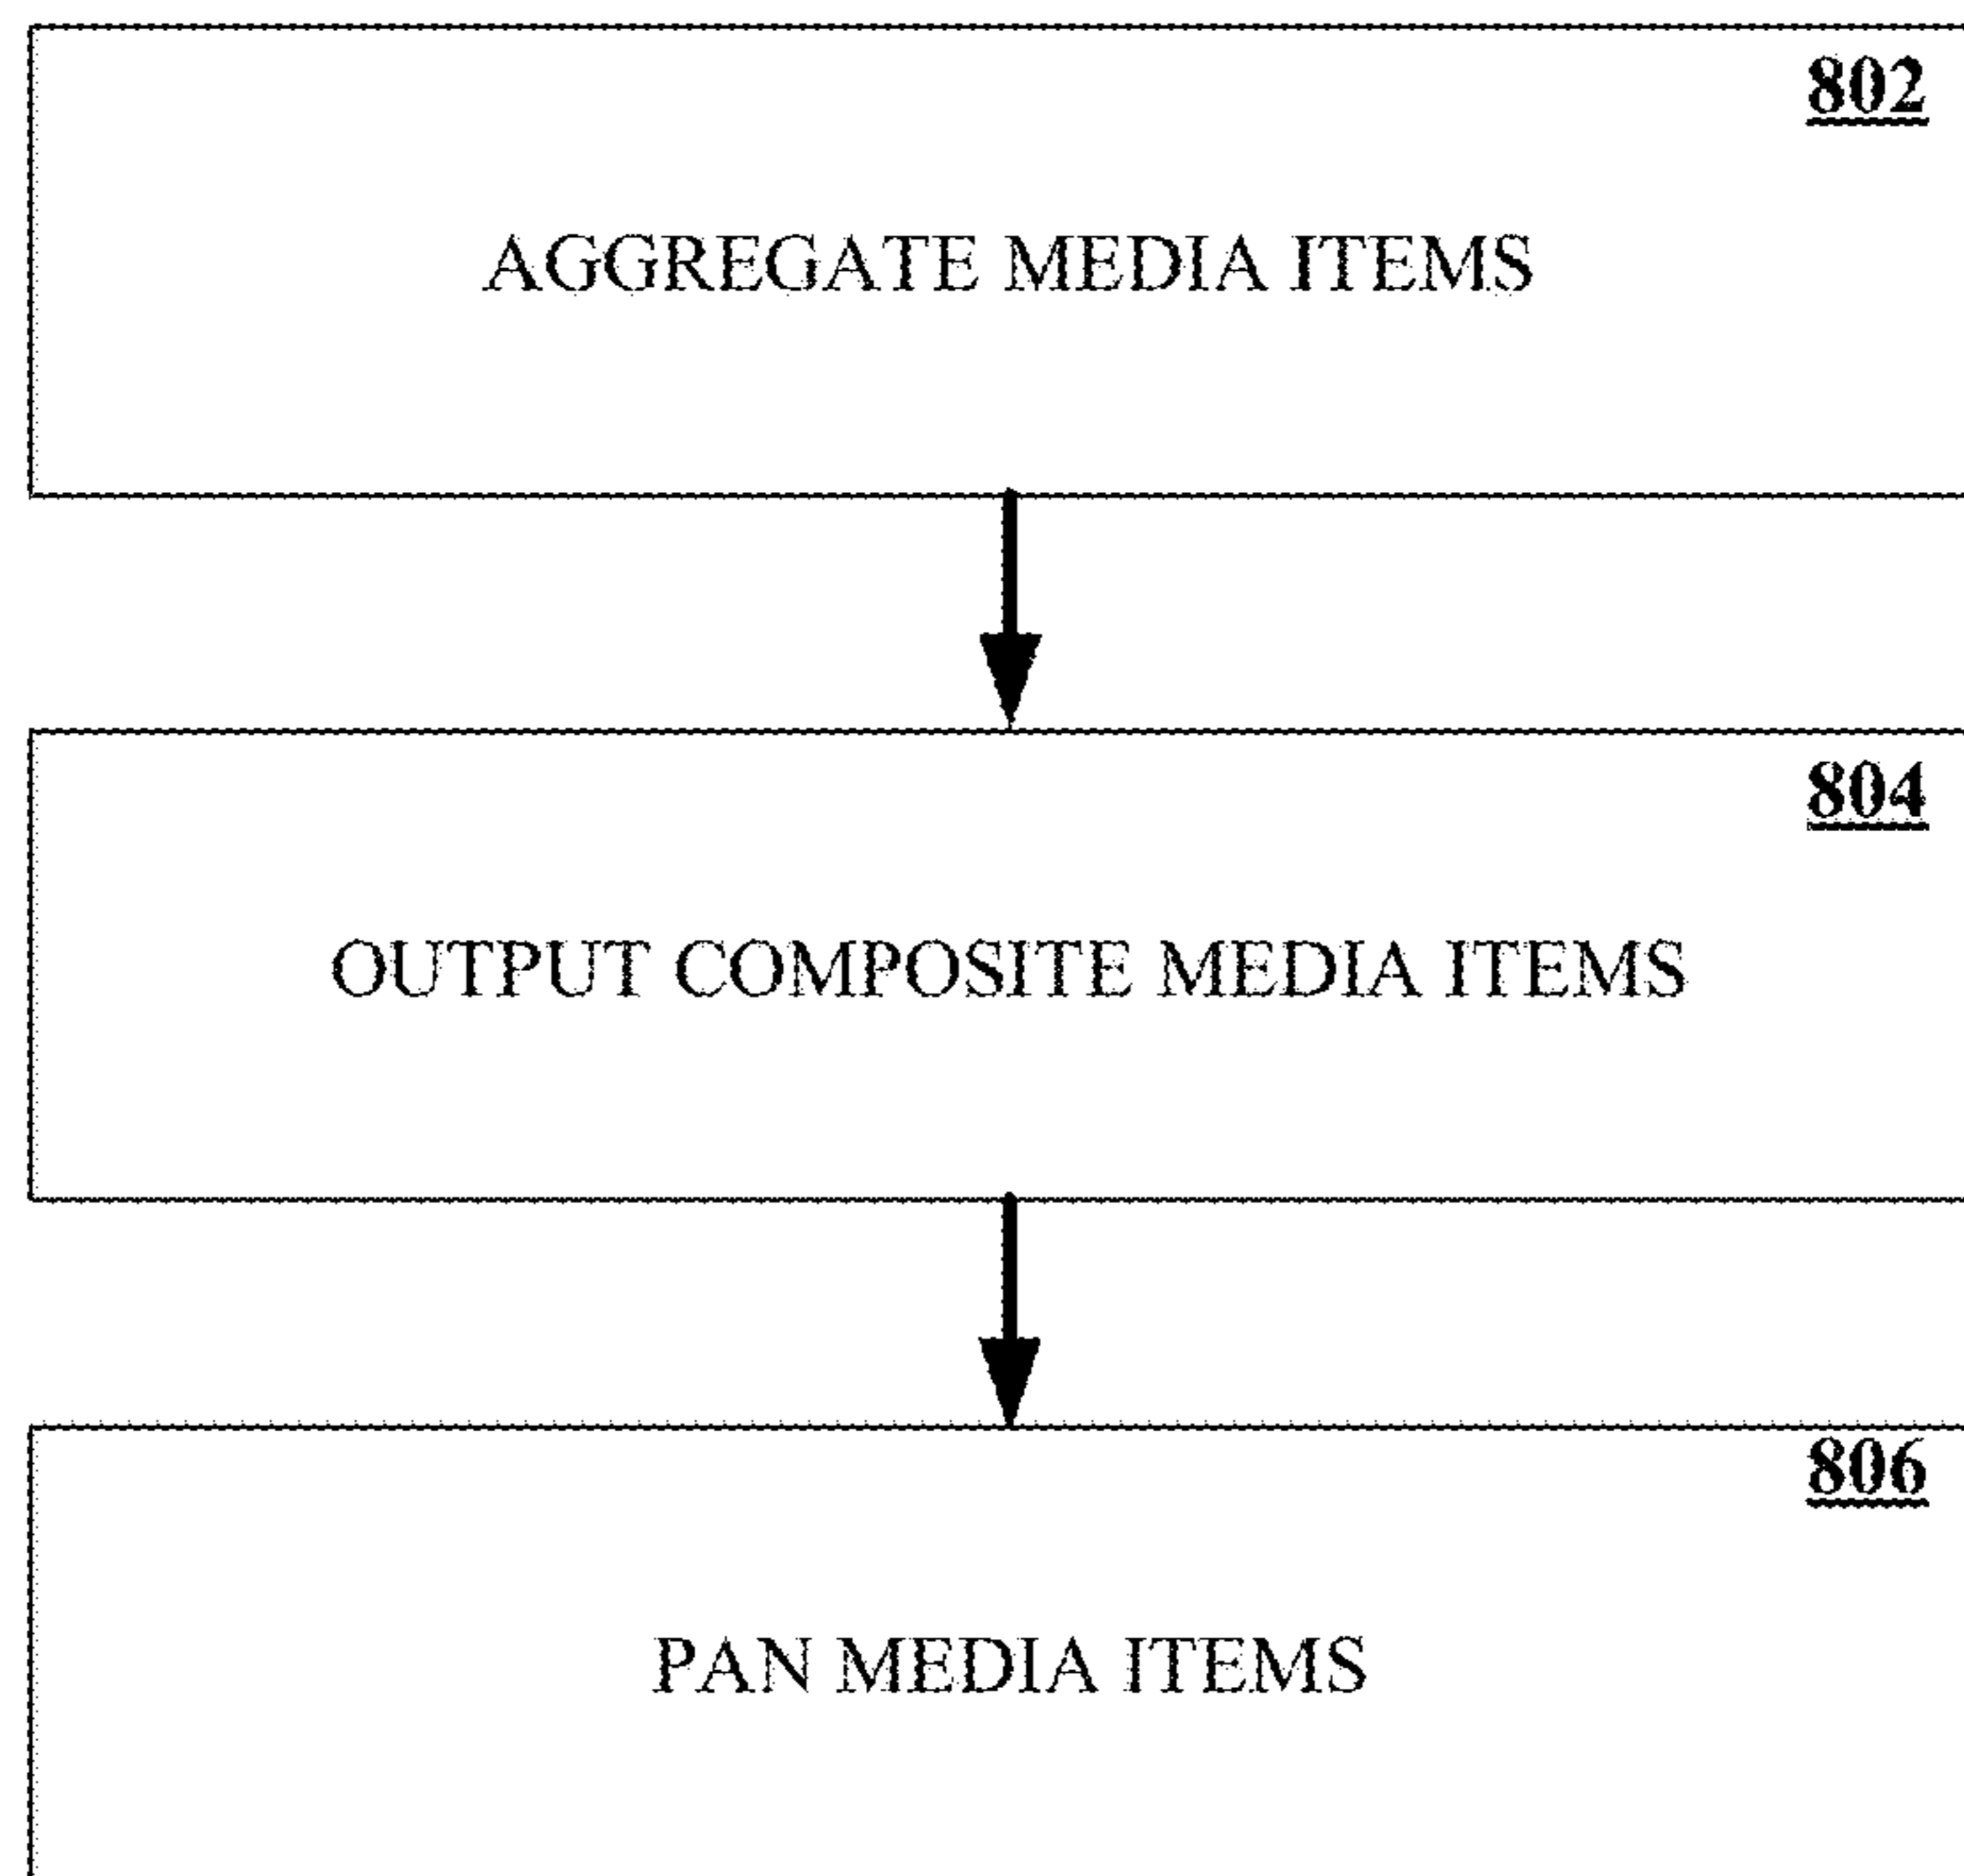 802
AGGREGATE MEDIA ITEMS
804
OUTPUT COMPOSITE MEDIA ITEMS
806
PAN MEDIA ITEMS